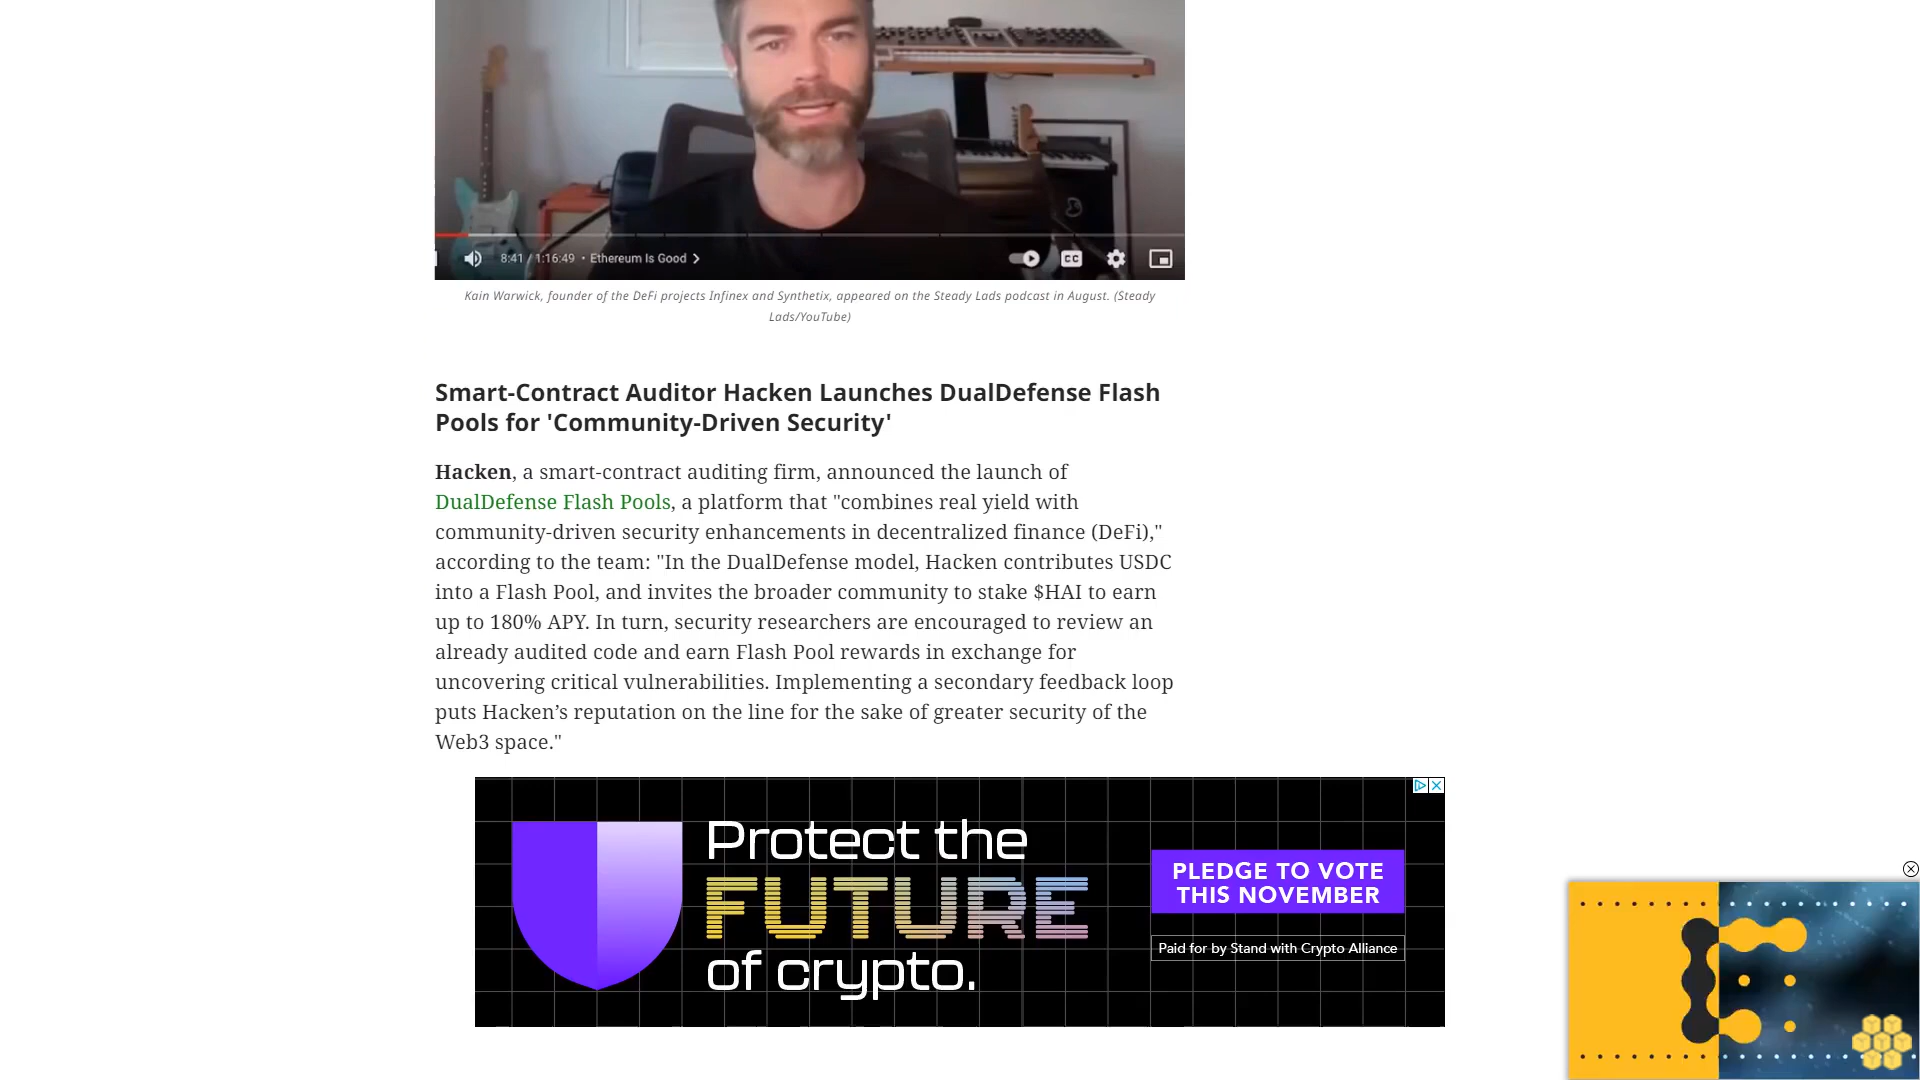 8:41 / 1:16:49 • Ethereum Is Good
CC
Kain Warwick, founder of the DeFi projects Infinex and Synthetix, appeared on the Steady Lads podcast in August. (Steady
Lads/YouTube)
Smart-Contract Auditor Hacken Launches DualDefense Flash
Pools for 'Community-Driven Security'
Hacken, a smart-contract auditing firm, announced the launch of
DualDefense Flash Pools, a platform that "combines real yield with
community-driven security enhancements in decentralized finance (DeFi),"
according to the team: "In the DualDefense model, Hacken contributes USDC
into a Flash Pool, and invites the broader community to stake $HAI to earn
up to 180% APY. In turn, security researchers are encouraged to review an
already audited code and earn Flash Pool rewards in exchange for
uncovering critical vulnerabilities. Implementing a secondary feedback loop
puts Hacken’s reputation on the line for the sake of greater security of the
Web3 space."
Protect the
FUTURE
of crypto.
PLEDGE TO VOTE
THIS NOVEMBER
Paid for by Stand with Crypto Alliance